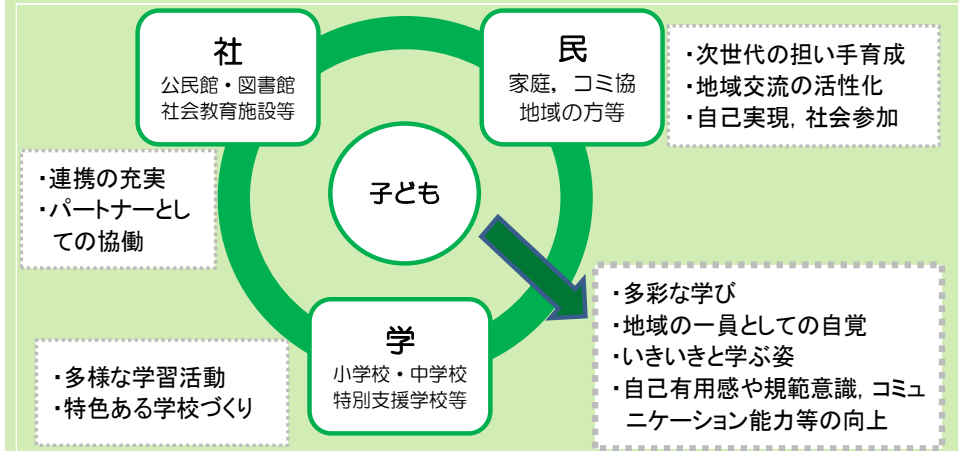 社
公民館・図書館
社会教育施設等
民
家庭，コミ協
地域の方等
・次世代の担い手育成
・地域交流の活性化
・自己実現，社会参加
・連携の充実
・パートナーとし
ての協働
子ども
・多彩な学び
・地域の一員としての自覚
・いきいきと学ぶ姿
・自己有用感や規範意識，コミュ
ニケーション能力等の向上
学
小学校・中学校
特別支援学校等
・多様な学習活動
・特色ある学校づくり